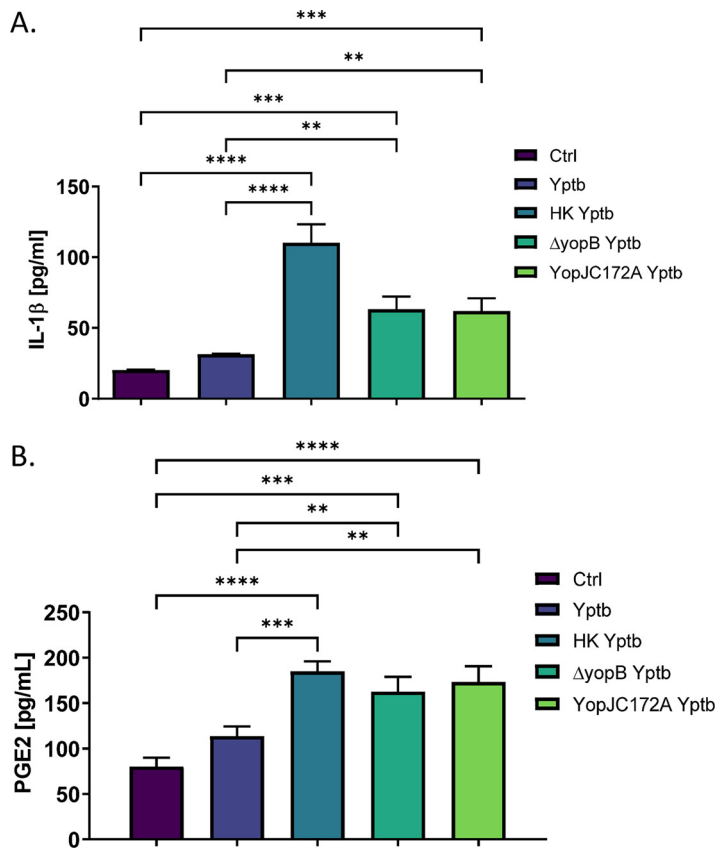 A.
***
**
***
**
****
****
IL-1β [pg/ml]
150
100
50
0
Ctrl
Yptb
HK Yptb
ΔyopB Yptb
YopJC172A Yptb
B.
****
***
**
**
****
***
PGE2 [pg/mL]
250
200
150
100
50
0
Ctrl
Yptb
HK Yptb
ΔyopB Yptb
YopJC172A Yptb